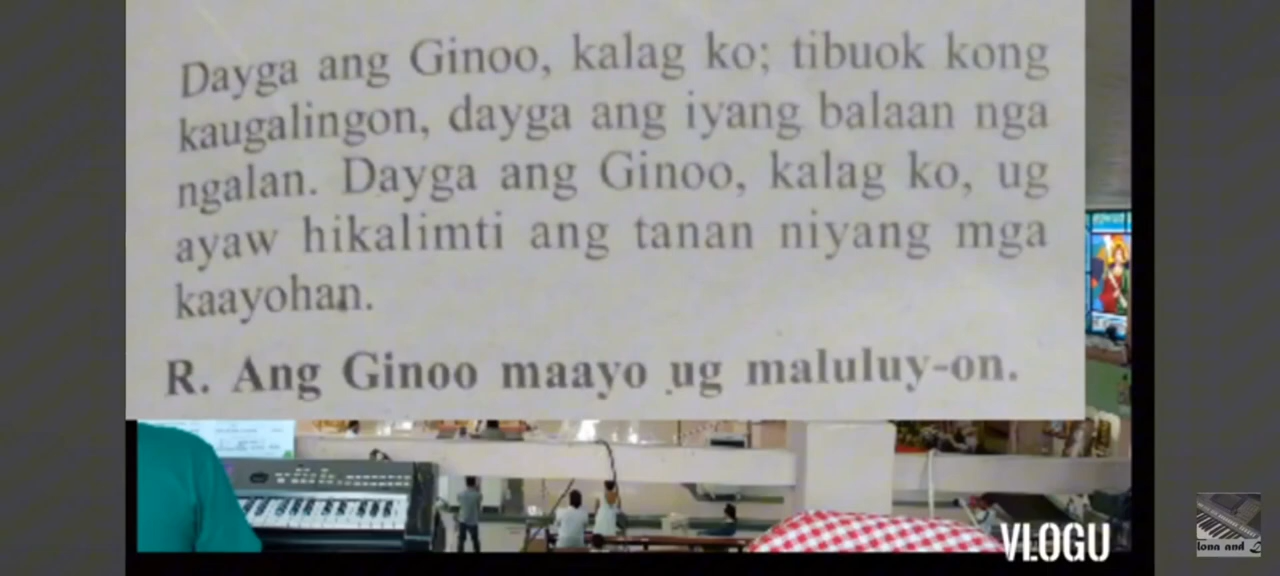 Dayga ang Ginoo, kalag ko; tibuok kong
kaugalingon, dayga ang iyang balaan nga
ngalan. Dayga ang Ginoo, kalag ko, ug
ayaw hikalimti ang tanan niyang mga
kaayohan.
R. Ang Ginoo maayo ug maluluy-on.
VLOGU
and